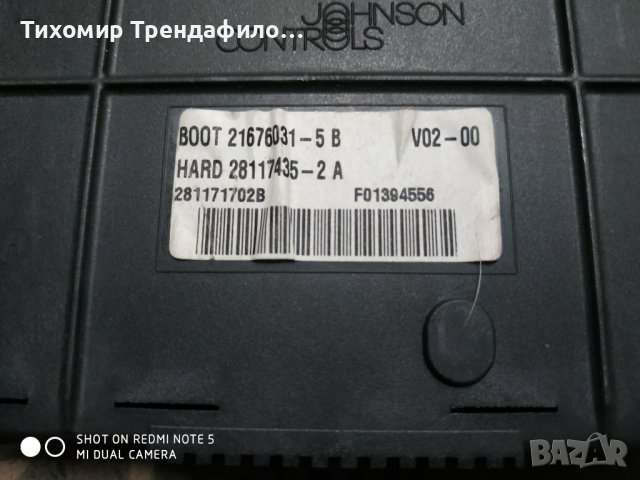 Тихомир Трендафило...
JOHNSON
CONTROLS
BOOT 21676031-5 B V02-00
HARD 28117435-2 A
281171702B F01394556
SHOT ON REDMI NOTE 5
MI DUAL CAMERA
BAZAR